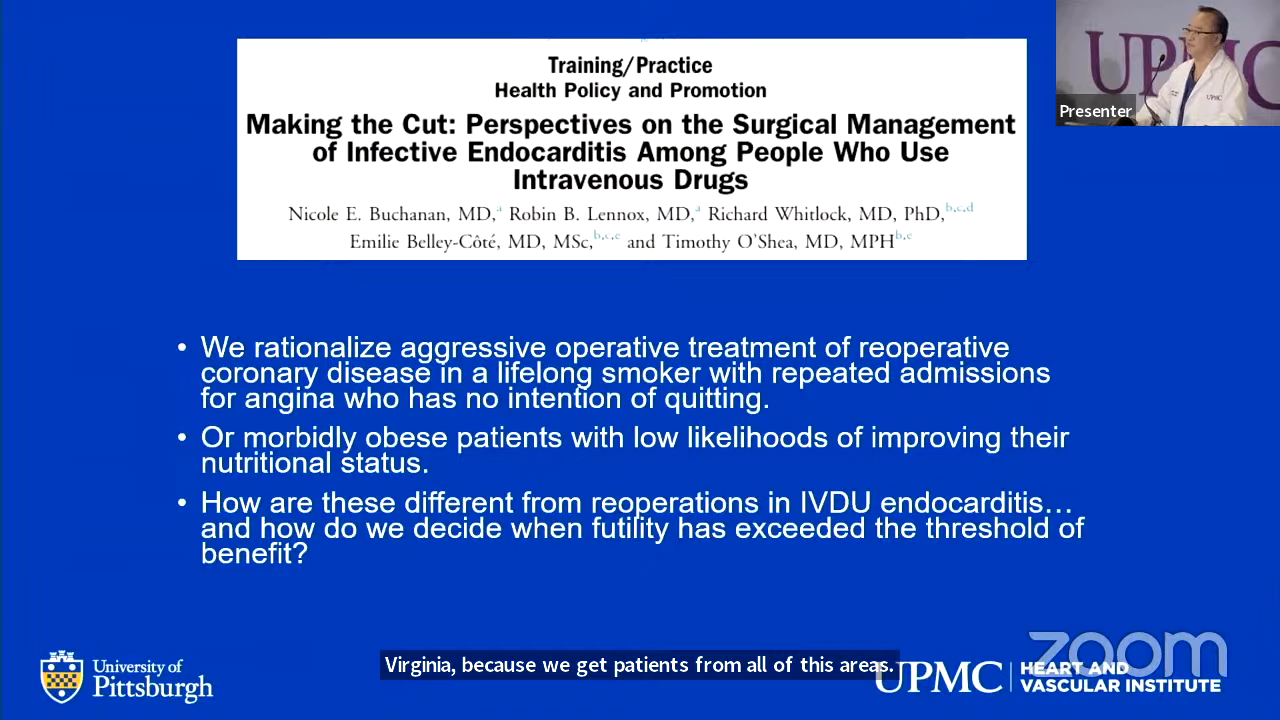 Training/Practice
Health Policy and Promotion
Making the Cut: Perspectives on the Surgical Management
of Infective Endocarditis Among People Who Use
Intravenous Drugs
Nicole E. Buchanan, MD,a Robin B. Lennox, MD,a Richard Whitlock, MD, PhD,b,c,d
Emilie Belley-Côté, MD, MSc,b,c,e and Timothy O'Shea, MD, MPHb,e
UPMC
UPMC
Presenter
• We rationalize aggressive operative treatment of reoperative
coronary disease in a lifelong smoker with repeated admissions
for angina who has no intention of quitting.
• Or morbidly obese patients with low likelihoods of improving their
nutritional status.
• How are these different from reoperations in IVDU endocarditis…
and how do we decide when futility has exceeded the threshold of
benefit?
zoom
University of
Pittsburgh
Virginia, because we get patients from all of this areas.
UPMC
HEART AND
VASCULAR INSTITUTE